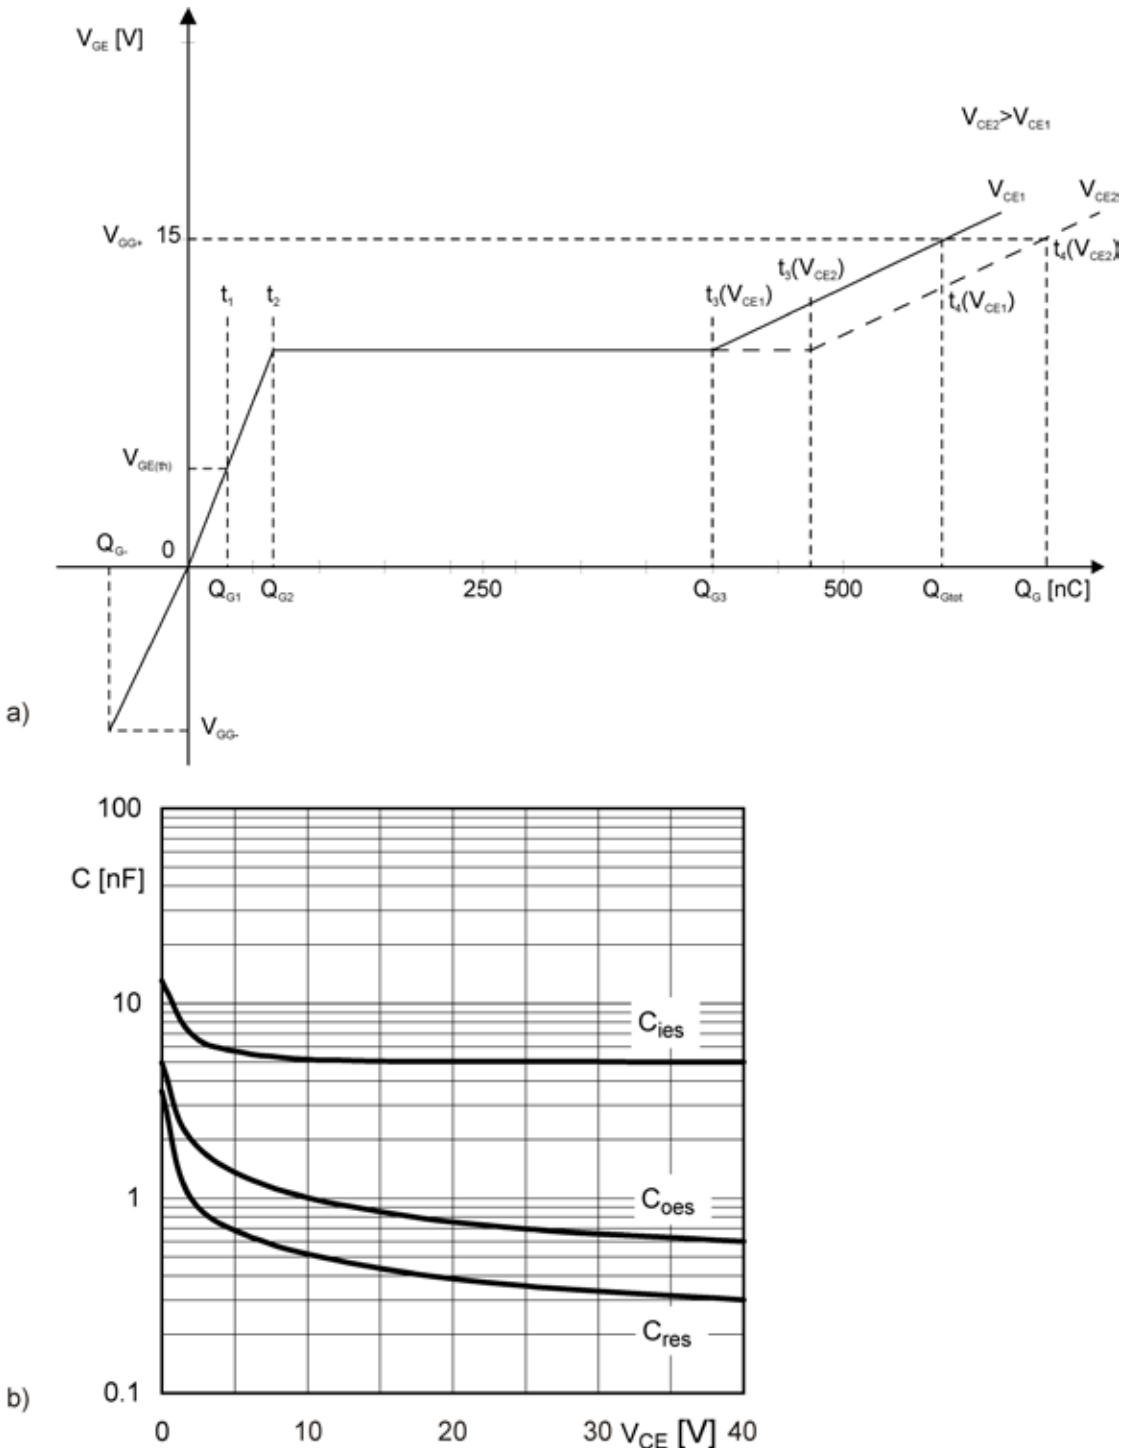 V_GE [V]
V_CE2>V_CE1
V_CE1
V_CE2
V_GG+
15
t_4(V_CE2)
t_3(V_CE2)
t_1
t_2
t_3(V_CE1)
t_4(V_CE1)
V_GE(th)
Q_G-
0
Q_G1
Q_G2
250
Q_G3
500
Q_Gtot
Q_G [nC]
a)
V_GG-
100
C [nF]
10
C_ies
1
C_oes
C_res
0.1
b)
0
10
20
30
V_CE [V]
40